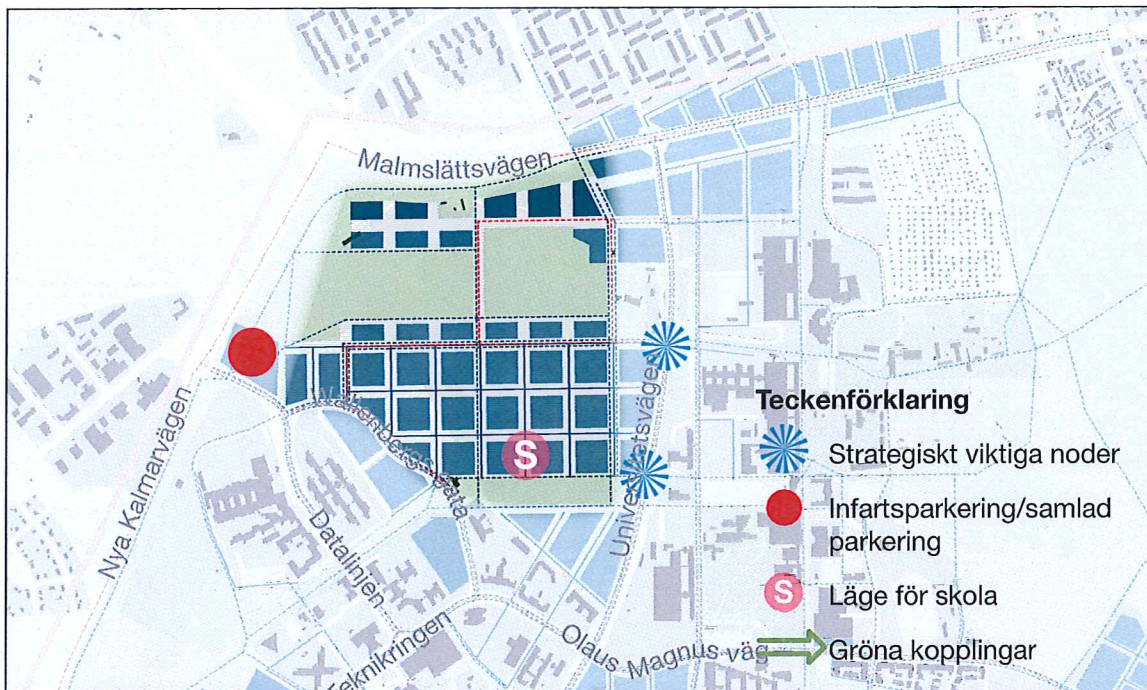 Malmslättsvägen
Nya Kalmarvägen
Wallenbergs gata
Universitetsvägen
Datalinjen
Teknikringen
Olaus Magnus väg
S
Teckenförklaring
Strategiskt viktiga noder
Infartsparkering/samlad
parkering
S
Läge för skola
Gröna kopplingar